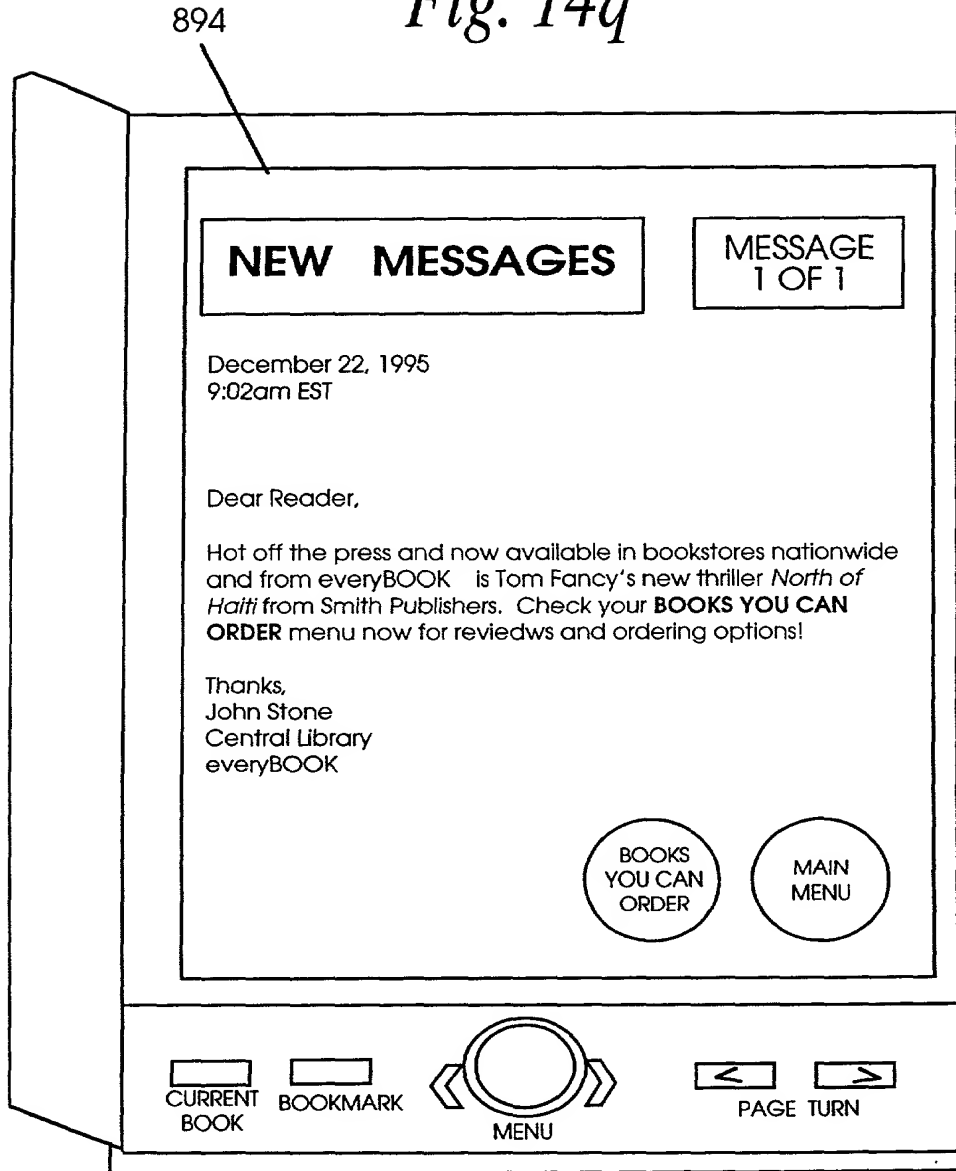 Fig. 14q
894
NEW MESSAGES
MESSAGE
1 OF 1
December 22, 1995
9:02am EST
Dear Reader,
Hot off the press and now available in bookstores nationwide
and from everyBOOK is Tom Fancy's new thriller North of
Haiti from Smith Publishers. Check your BOOKS YOU CAN
ORDER menu now for reviedws and ordering options!
Thanks,
John Stone
Central Library
everyBOOK
BOOKS
YOU CAN
ORDER
MAIN
MENU
CURRENT
BOOK
BOOKMARK
MENU
< >
PAGE TURN